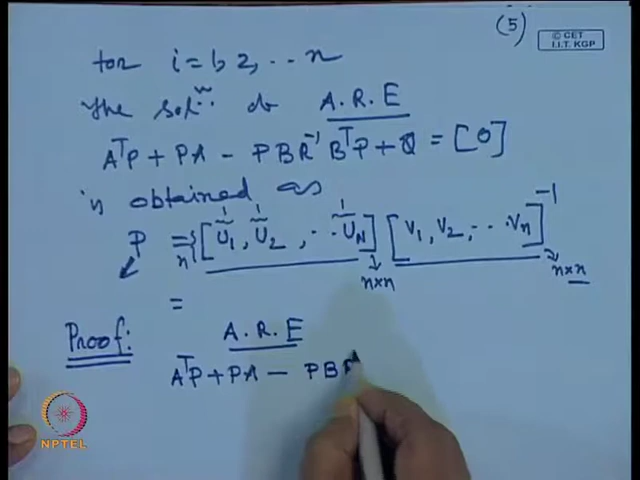 (5)
© CET
I.I.T. KGP
for i = 1, 2, ... n
The solⁿ of A.R.E
AᵀP + PA - PBR⁻¹BᵀP + Q = [0]
is obtained as
P = [U₁, U₂, ... U_N] [V₁, V₂, ... Vₙ]⁻¹
n×n n×n
=
Proof: A.R.E
AᵀP + PA - PBR
NPTEL